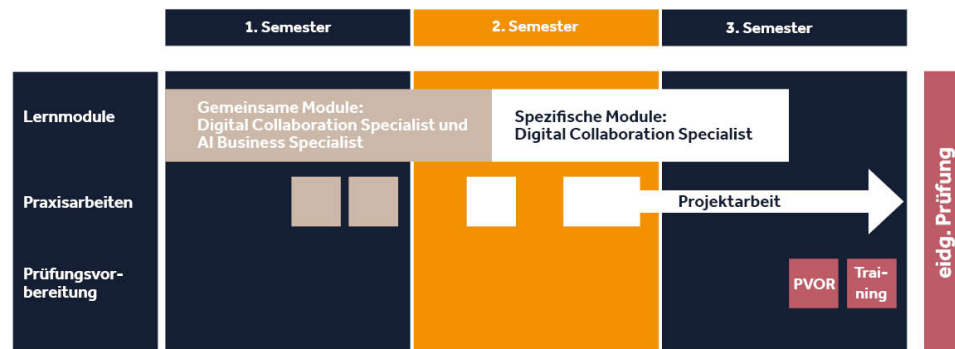 1. Semester
2. Semester
3. Semester
Lernmodule
Gemeinsame Module:
Digital Collaboration Specialist und
AI Business Specialist
Spezifische Module:
Digital Collaboration Specialist
Praxisarbeiten
Projektarbeit
Prüfungsvor-
bereitung
PVOR
Trai-
ning
eidg. Prüfung